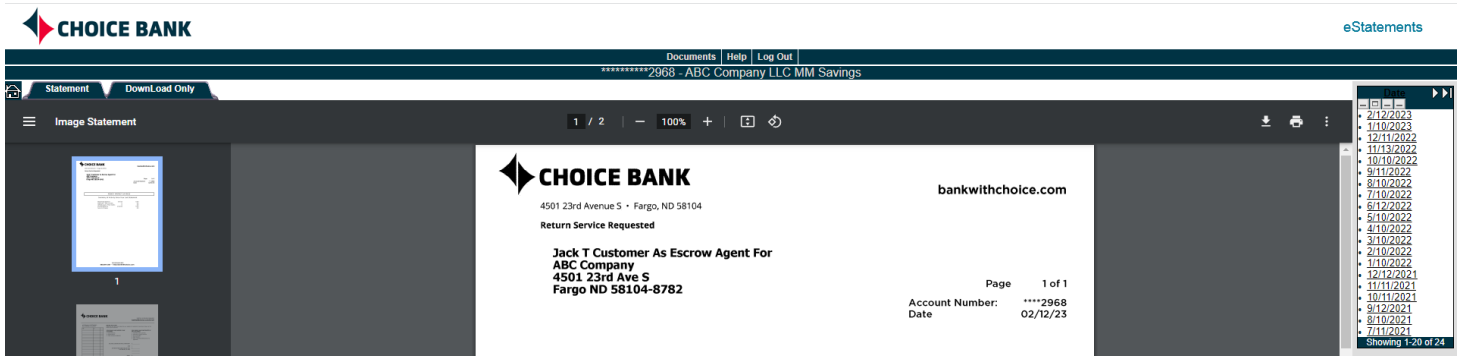 CHOICE BANK
eStatements
Documents Help Log Out
**********2968 - ABC Company LLC MM Savings
Statement DownLoad Only
Image Statement
1 / 2 100%
1
CHOICE BANK
CHOICE BANK
bankwithchoice.com
4501 23rd Avenue S • Fargo, ND 58104
Return Service Requested
Jack T Customer As Escrow Agent For
ABC Company
4501 23rd Ave S
Fargo ND 58104-8782
Page 1 of 1
Account Number: ****2968
Date 02/12/23
CHOICE BANK
Date
2/12/2023
1/10/2023
12/11/2022
11/13/2022
10/10/2022
9/11/2022
8/10/2022
7/10/2022
6/12/2022
5/10/2022
4/10/2022
3/10/2022
2/10/2022
1/10/2022
12/12/2021
11/11/2021
10/11/2021
9/12/2021
8/10/2021
7/11/2021
Showing 1-20 of 24